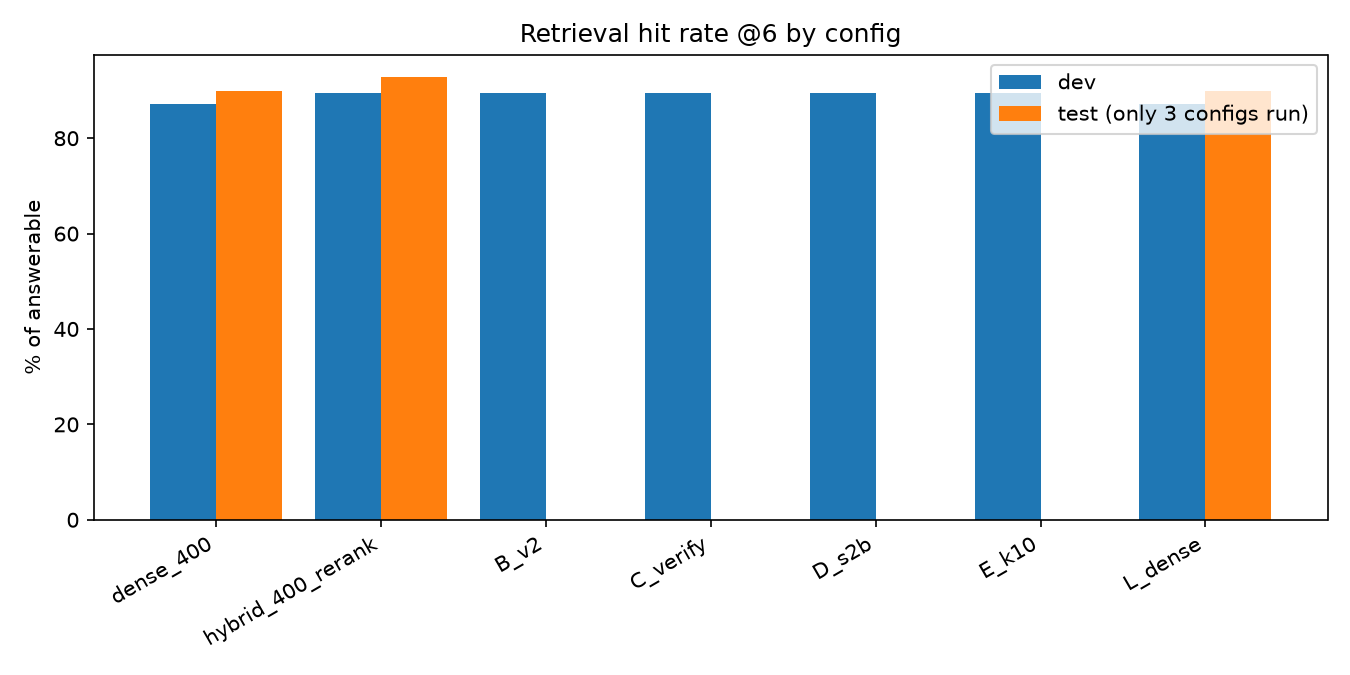 Retrieval hit rate @6 by config
dev
test (only 3 configs run)
% of answerable
80
60
40
20
0
dense_400
hybrid_400_rerank
B_v2
C_verify
D_s2b
E_k10
L_dense